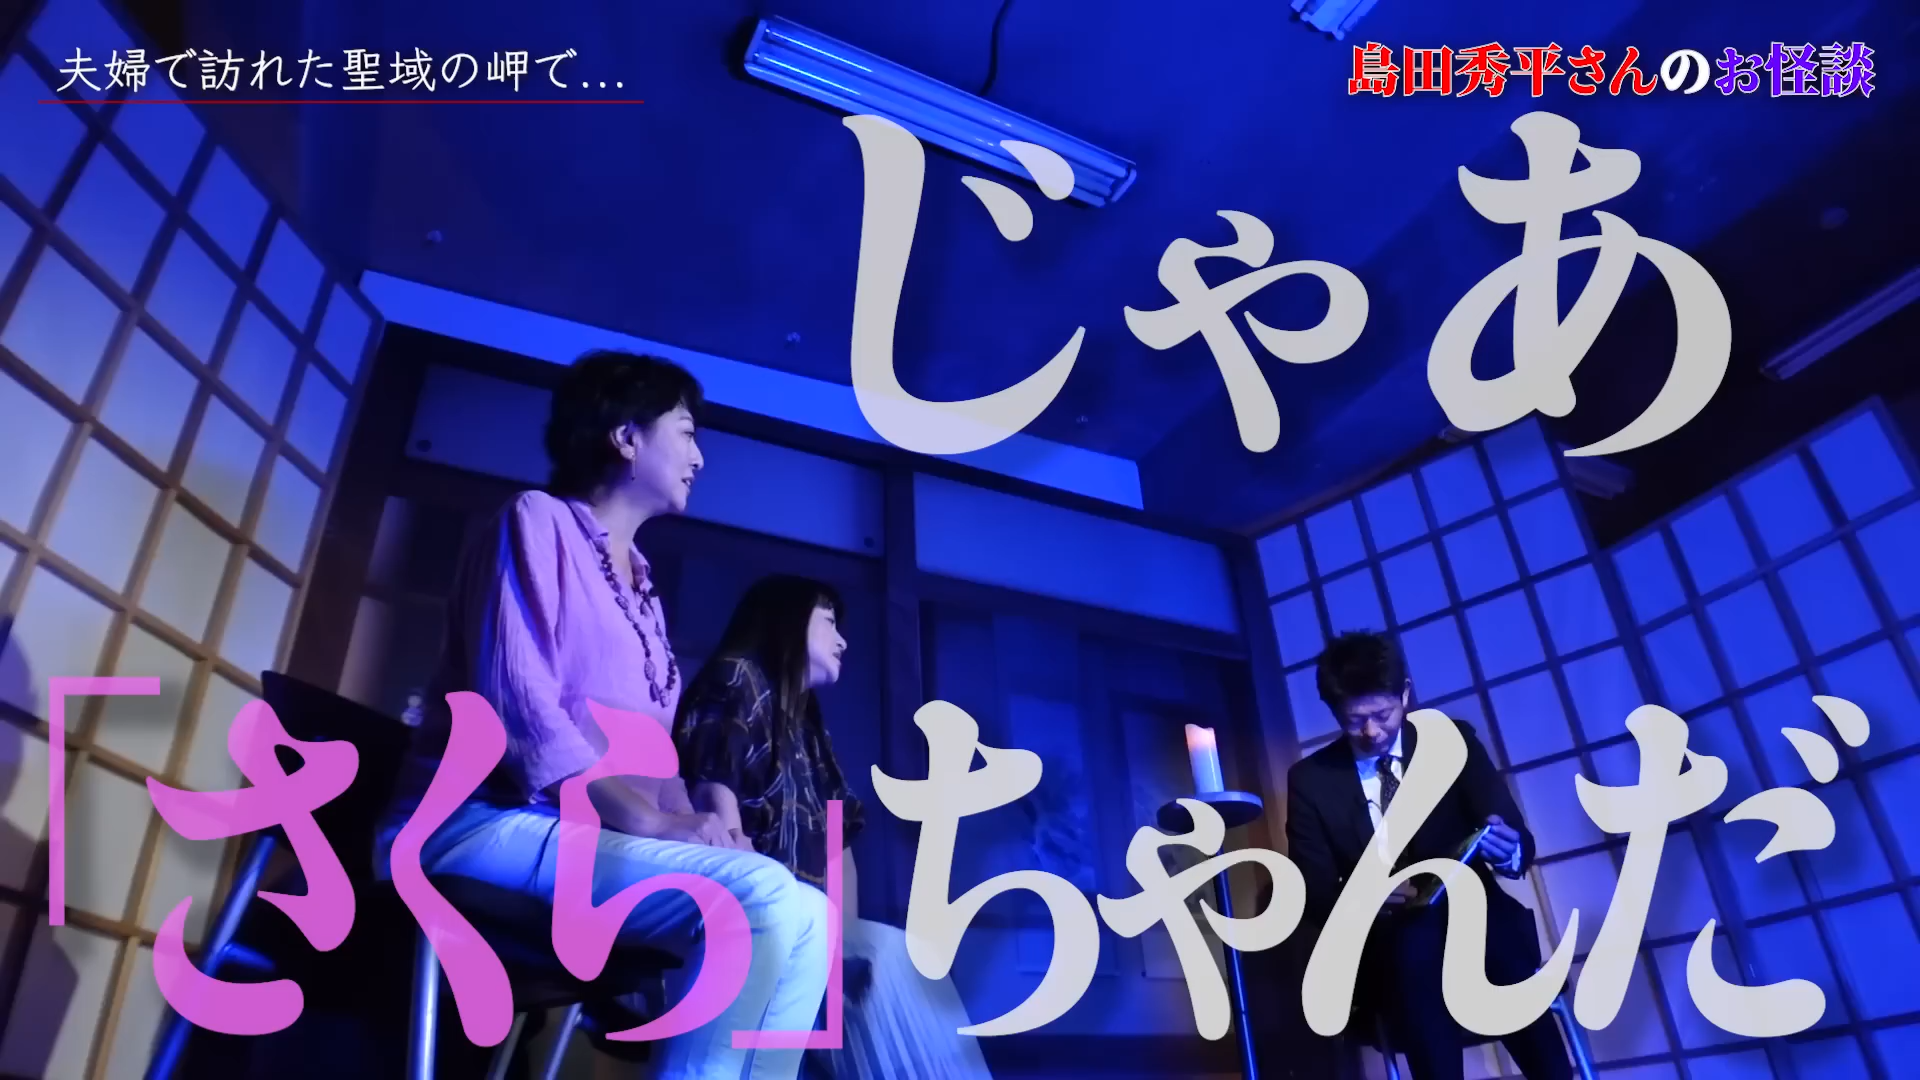 夫婦で訪れた聖域の岬で…
島田秀平さんのお怪談
じゃあ
「さくら」ちゃんだ